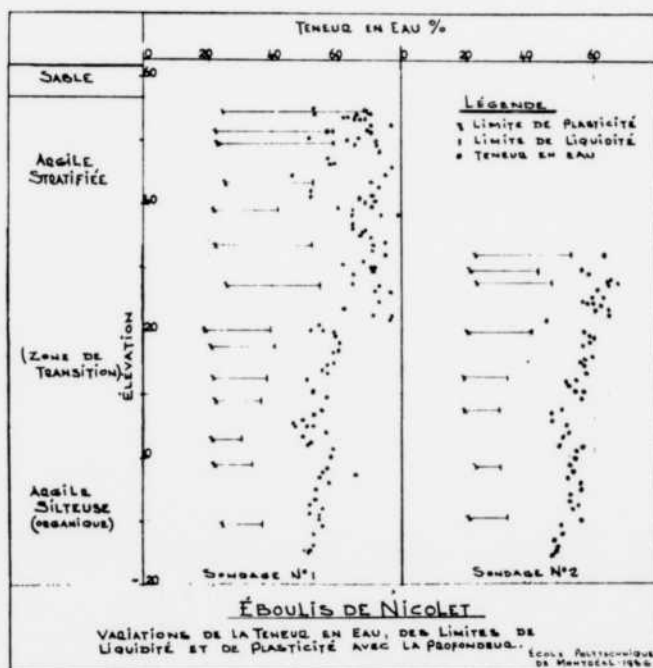 TENEUR EN EAU %
0 20 40 60 80 0 20 40 60
SABLE
60
LÉGENDE
LIMITE DE PLASTICITÉ
LIMITE DE LIQUIDITÉ
TENEUR EN EAU
ARGILE
STRATIFIÉE
40
20
(ZONE DE
TRANSITION)
ÉLÉVATION
0
ARGILE
SILTEUSE
(ORGANIQUE)
-20
SONDAGE N°1
SONDAGE N°2
ÉBOULIS DE NICOLET
VARIATIONS DE LA TENEUR EN EAU, DES LIMITES DE
LIQUIDITÉ ET DE PLASTICITÉ AVEC LA PROFONDEUR.
ÉCOLE POLYTECHNIQUE
DE MONTRÉAL-1956